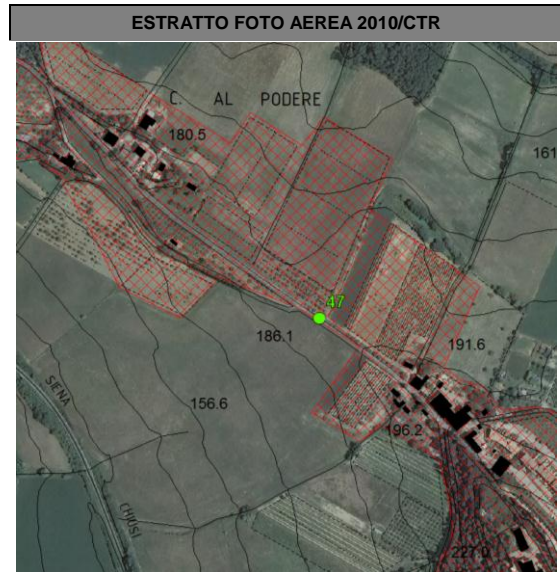 ESTRATTO FOTO AEREA 2010/CTR
C. AL PODERE
180.5
161
47
186.1
191.6
156.6
SIENA
196.2
CHIUSI
227.0